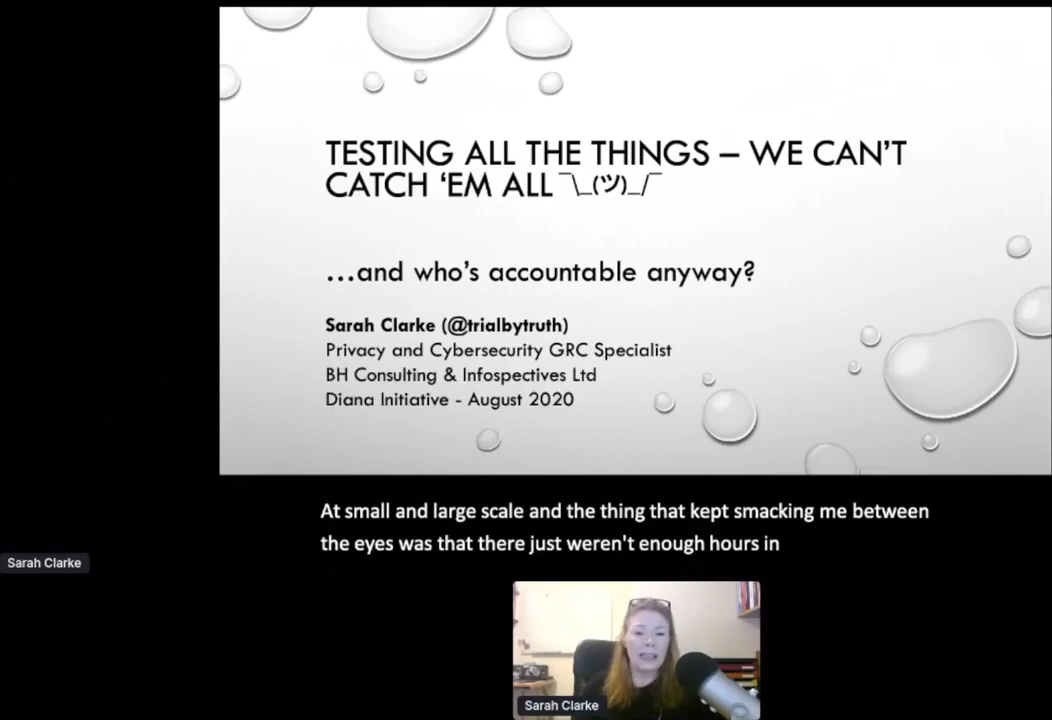 TESTING ALL THE THINGS – WE CAN'T
CATCH 'EM ALL ¯\_(ツ)_/¯
...and who's accountable anyway?
Sarah Clarke (@trialbytruth)
Privacy and Cybersecurity GRC Specialist
BH Consulting & Infospectives Ltd
Diana Initiative - August 2020
At small and large scale and the thing that kept smacking me between
the eyes was that there just weren't enough hours in
Sarah Clarke
Sarah Clarke